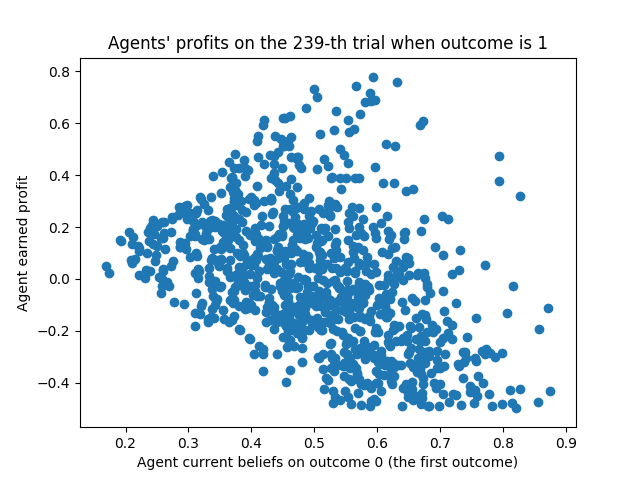 Agents' profits on the 239-th trial when outcome is 1
0.8
0.6
0.4
0.2
0.0
−0.2
−0.4
Agent earned profit
0.2 0.3 0.4 0.5 0.6 0.7 0.8 0.9
Agent current beliefs on outcome 0 (the first outcome)